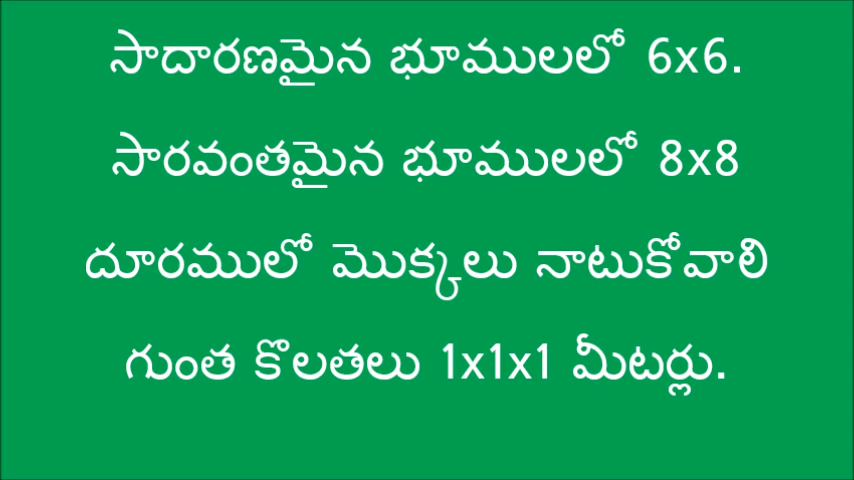 సాదారణమైన భూములలో 6x6.
సారవంతమైన భూములలో 8x8
దూరములో మొక్కలు నాటుకోవాలి
గుంత కొలతలు 1x1x1 మీటర్లు.